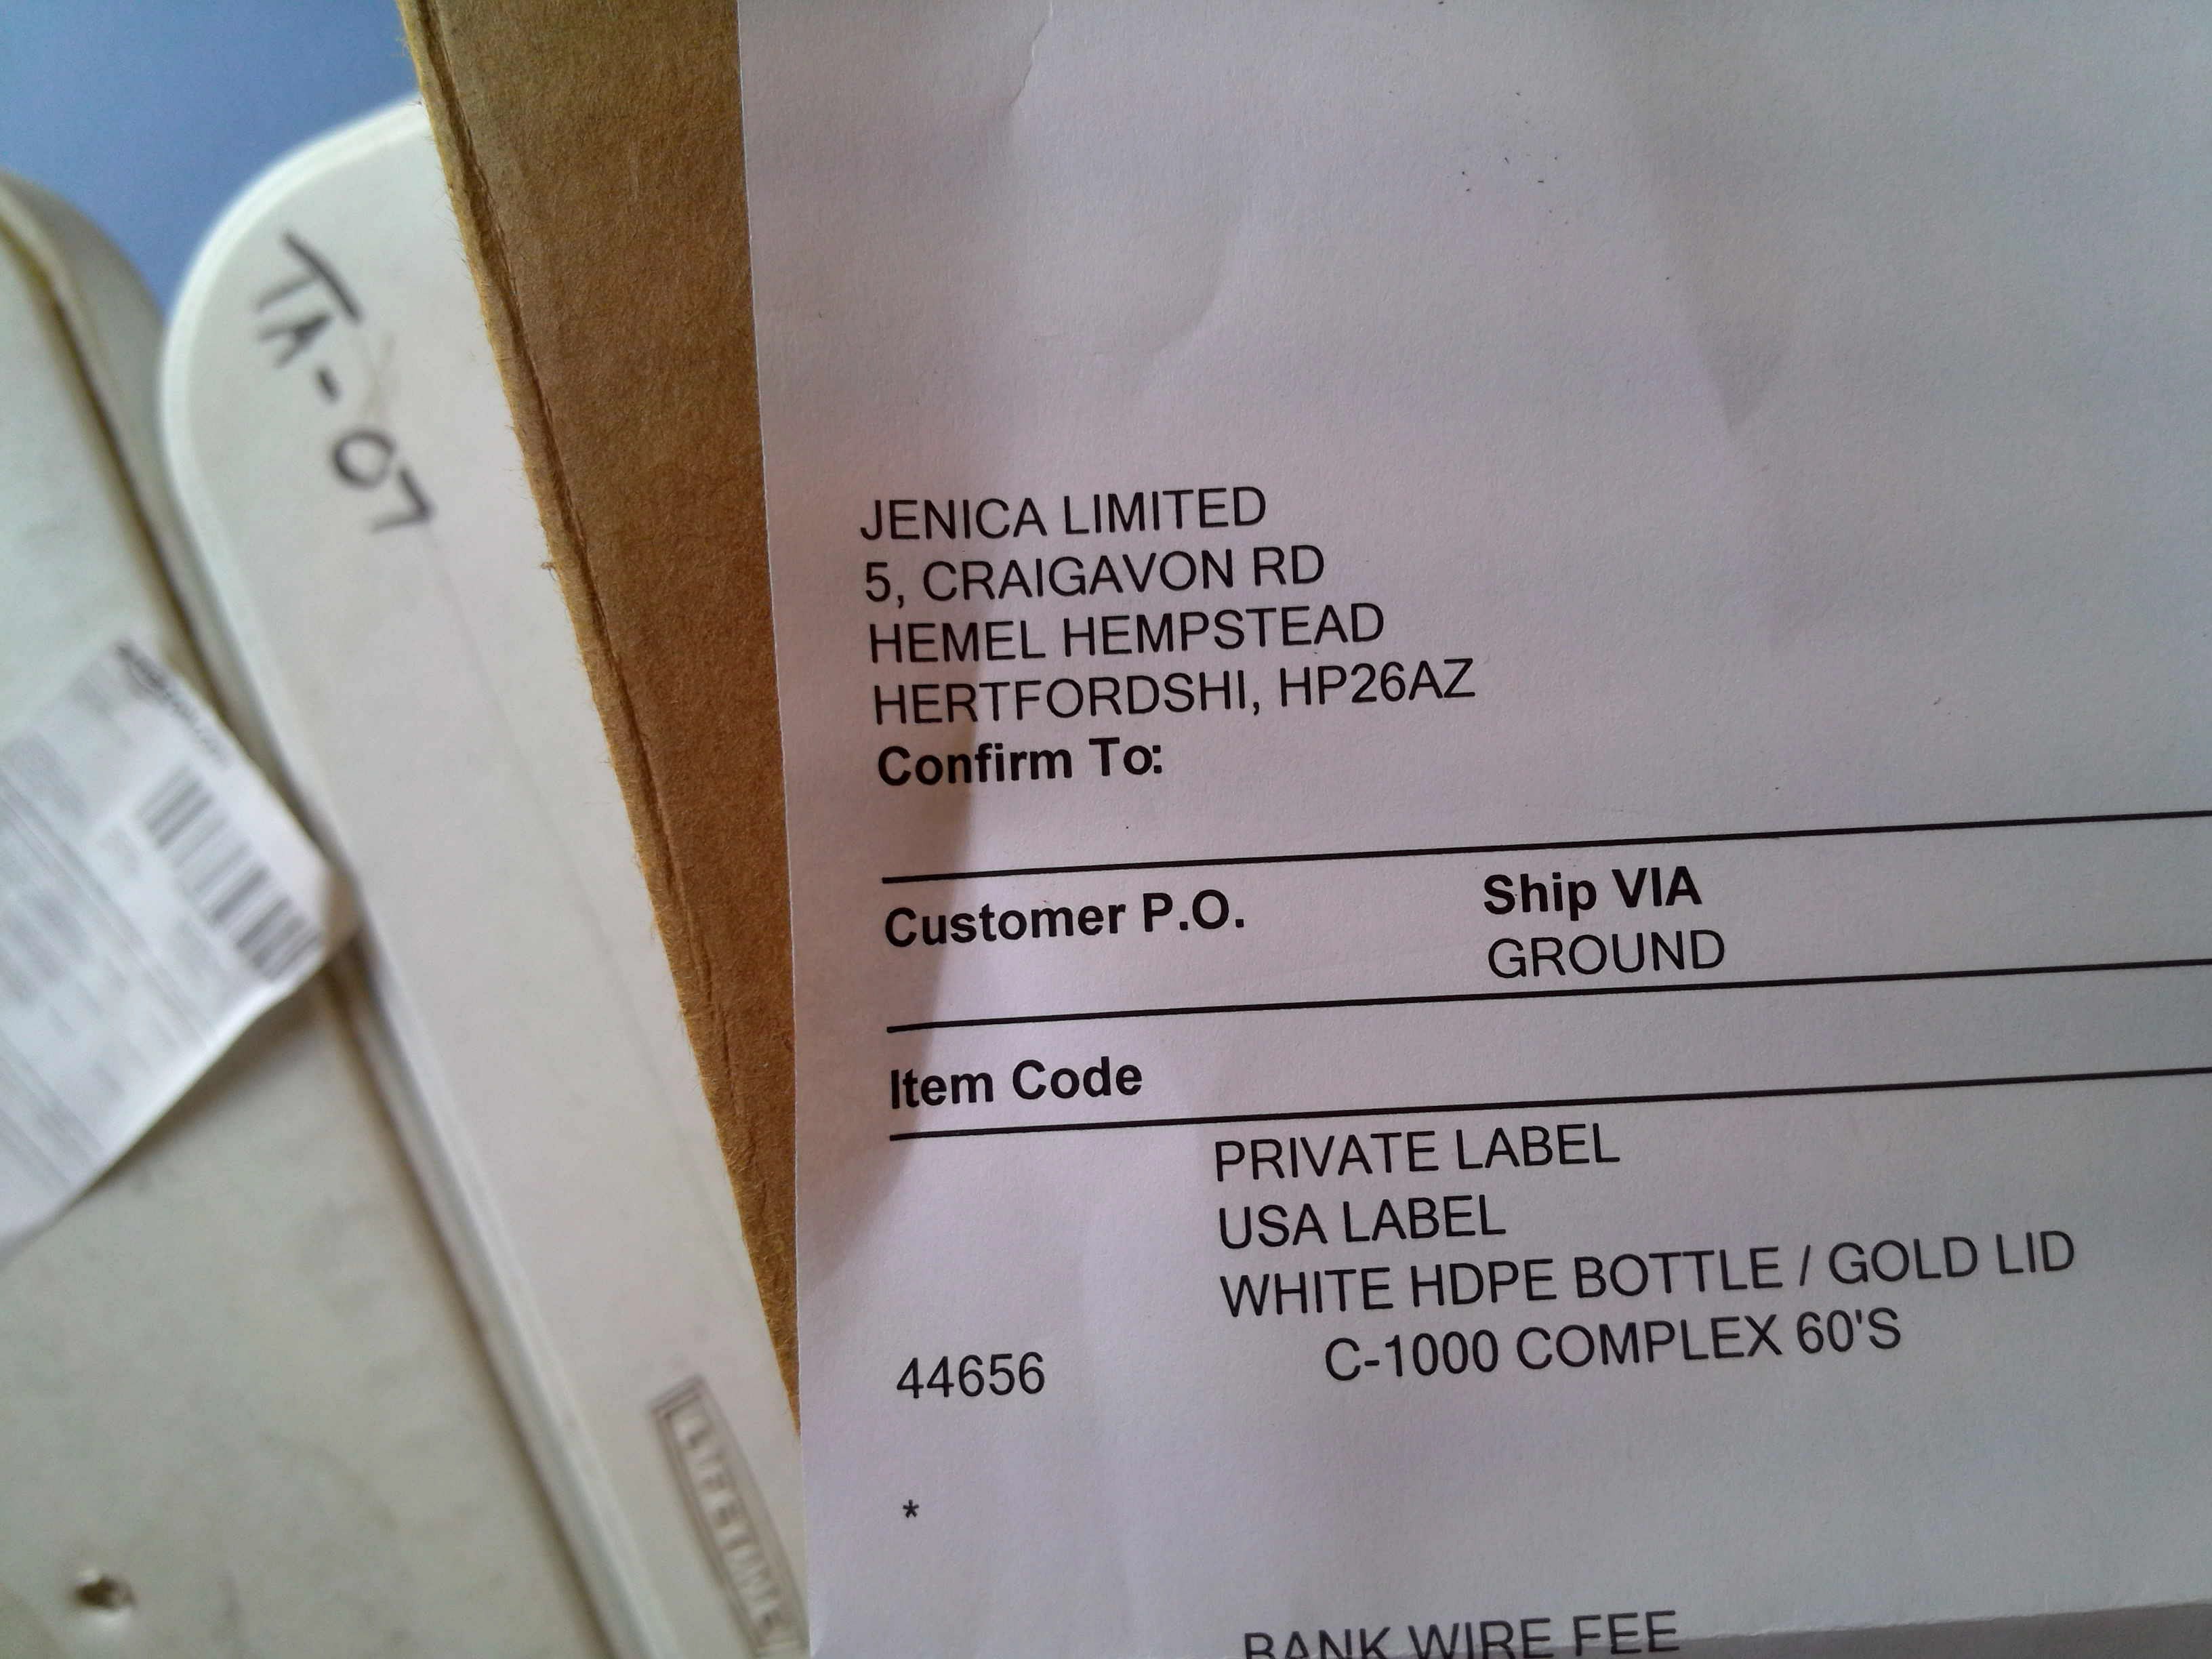 TA-07
JENICA LIMITED
5, CRAIGAVON RD
HEMEL HEMPSTEAD
HERTFORDSHI, HP26AZ
Confirm To:
Customer P.O.
Ship VIA
GROUND
Item Code
PRIVATE LABEL
USA LABEL
WHITE HDPE BOTTLE / GOLD LID
44656 C-1000 COMPLEX 60'S
*
BANK WIRE FEE
LIFETIME